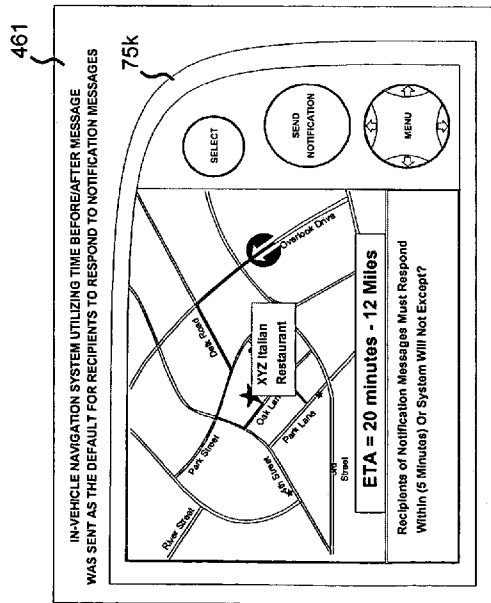 461
IN-VEHICLE NAVIGATION SYSTEM UTILIZING TIME BEFORE/AFTER MESSAGE
WAS SENT AS THE DEFAULT FOR RECIPIENTS TO RESPOND TO NOTIFICATION MESSAGES
75k
SELECT
SEND
NOTIFICATION
MENU
River Street
Park Street
Desk Road
Overlook Drive
XYZ Italian
Restaurant
Oak Lane
Park Lane
Street
Street
ETA = 20 minutes - 12 Miles
Recipients of Notification Messages Must Respond
Within (5 Minutes) Or System Will Not Except?